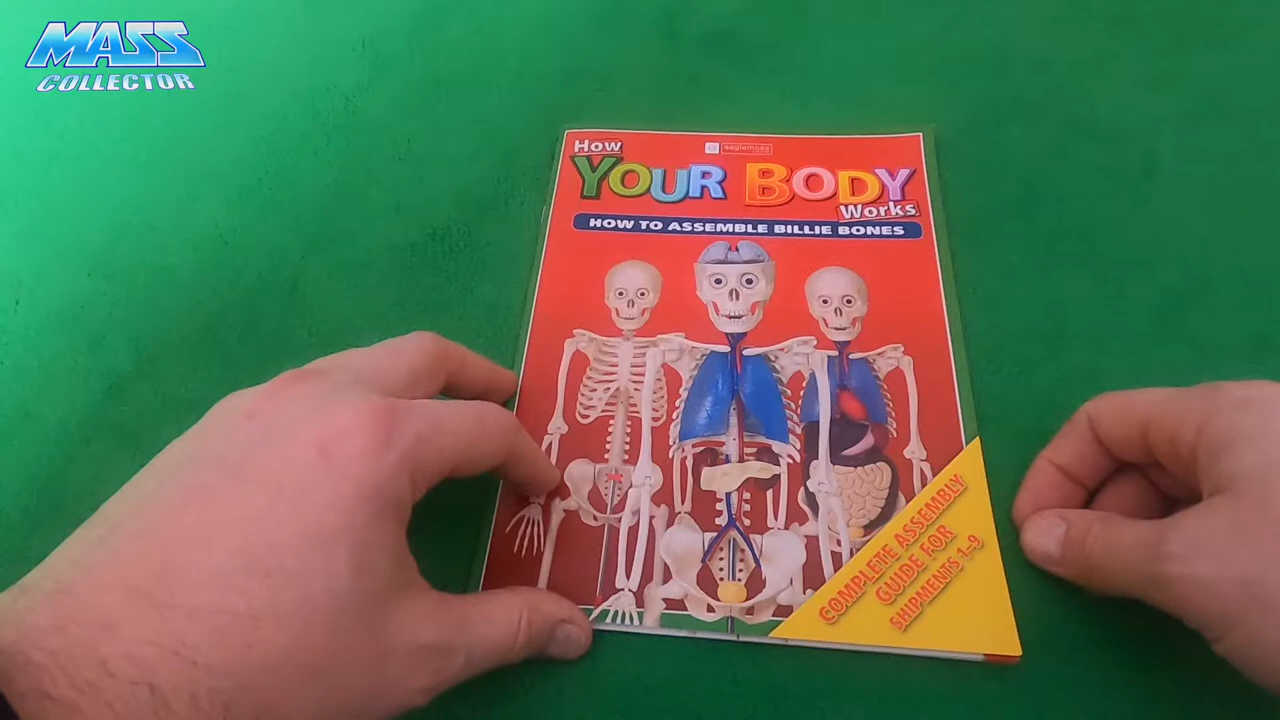 MASS
COLLECTOR
How
eaglemoss
YOUR BODY
Works
HOW TO ASSEMBLE BILLIE BONES
COMPLETE ASSEMBLY
GUIDE FOR
SHIPMENTS 1-9